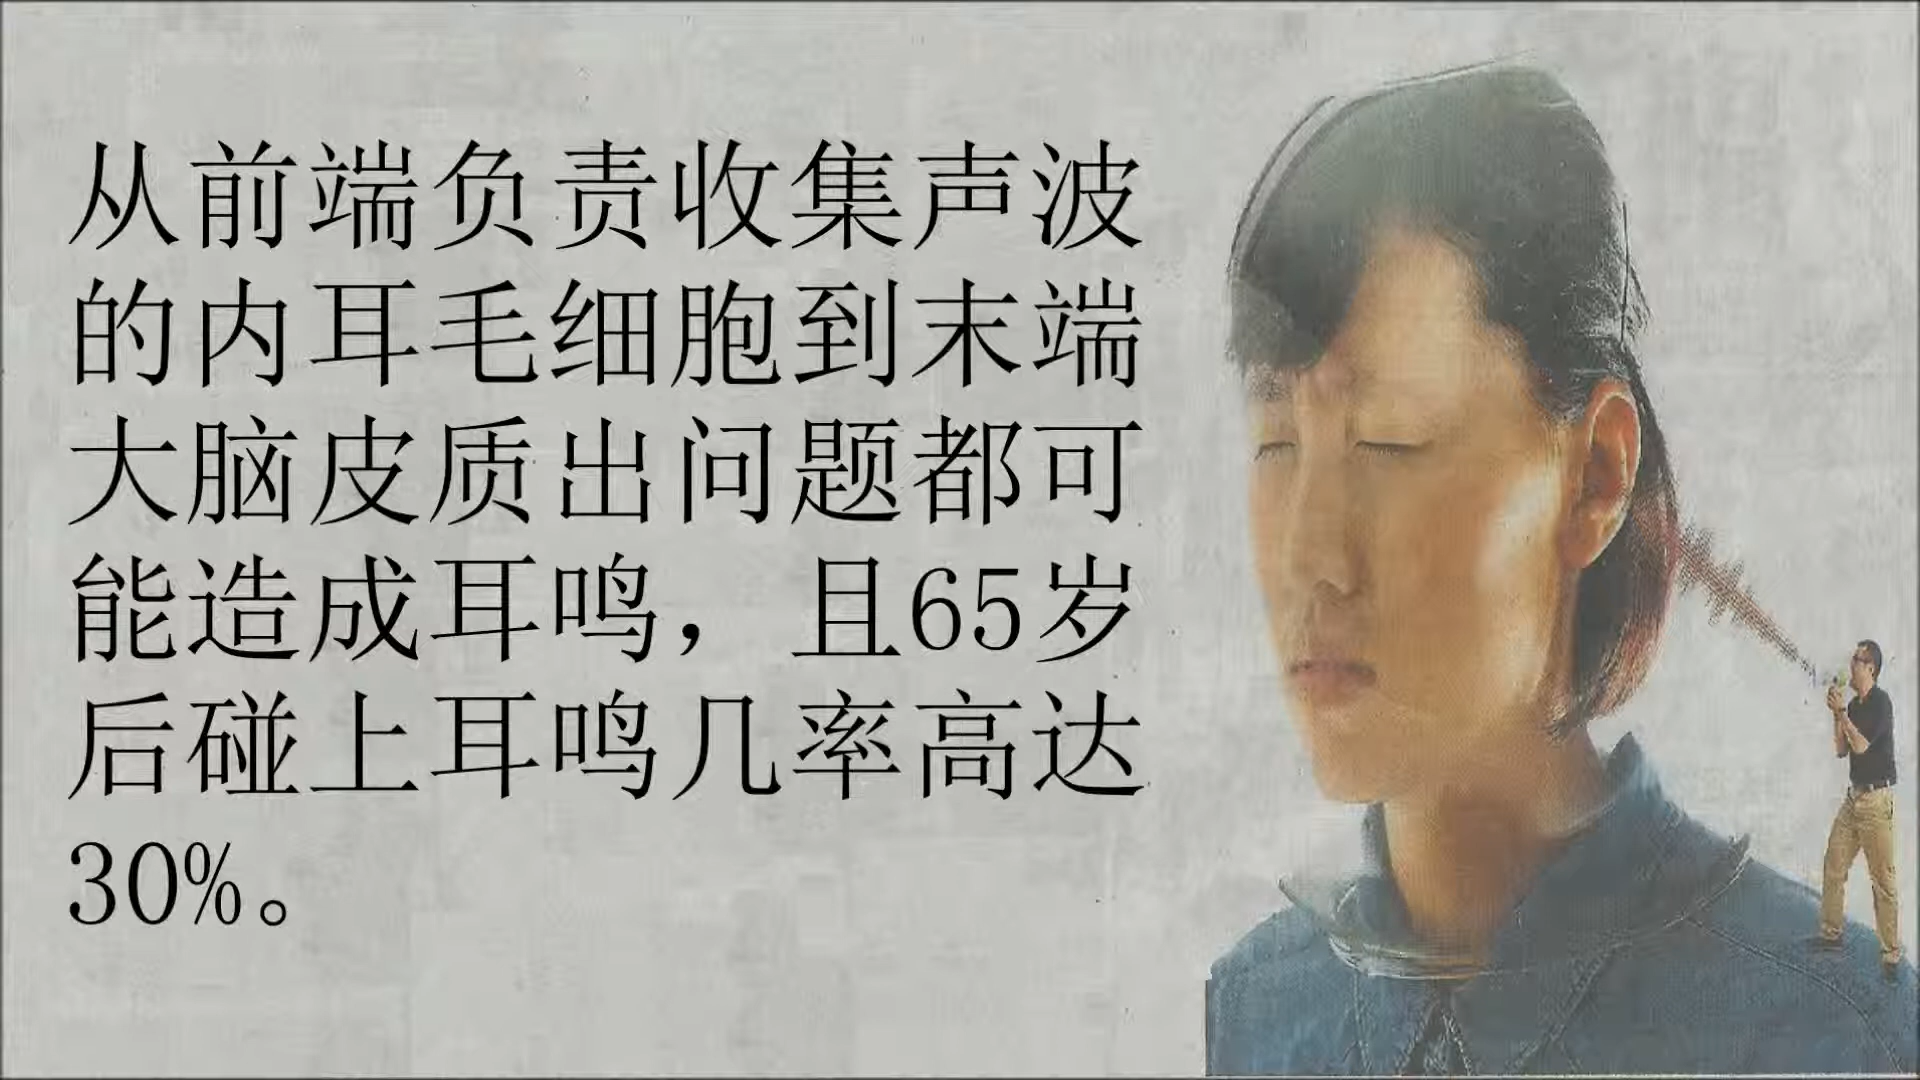 从前端负责收集声波
的内耳毛细胞到末端
大脑皮质出问题都可
能造成耳鸣，且65岁
后碰上耳鸣几率高达
30%。